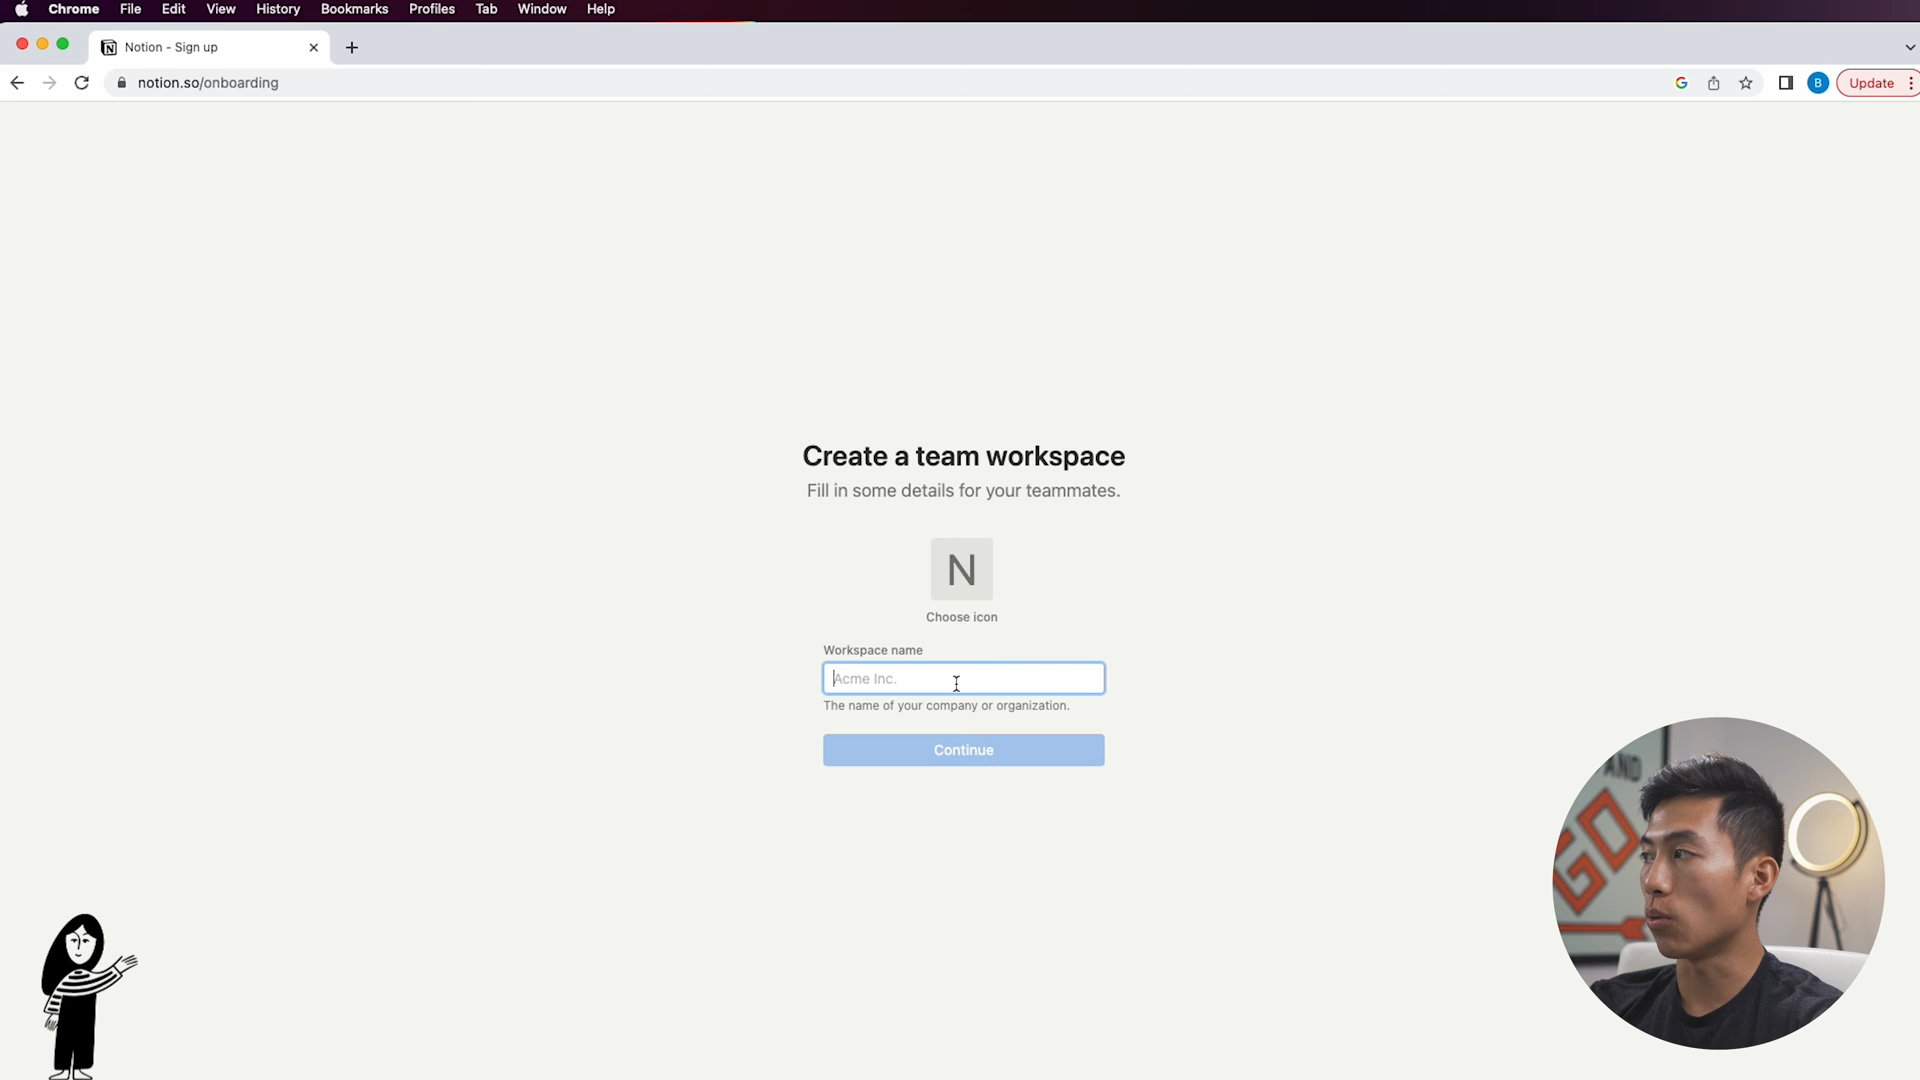 Chrome File Edit View History Bookmarks Profiles Tab Window Help
Notion - Sign up
notion.so/onboarding
B
Update
Create a team workspace
Fill in some details for your teammates.
N
Choose icon
Workspace name
Acme Inc.
The name of your company or organization.
Continue
AND
GO